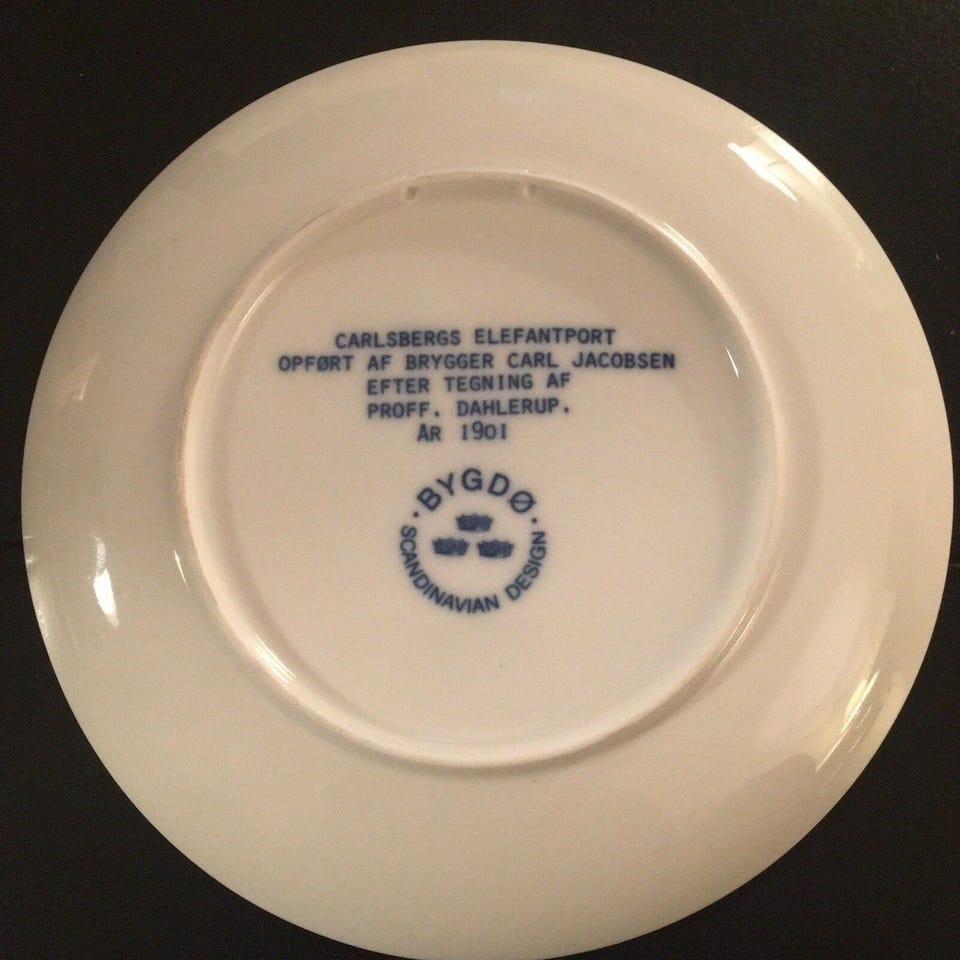 CARLSBERGS ELEFANTPORT
OPFØRT AF BRYGGER CARL JACOBSEN
EFTER TEGNING AF
PROFF. DAHLERUP.
ÅR 1901
· BYGDØ ·
SCANDINAVIAN DESIGN